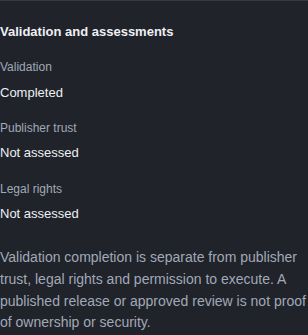 Validation and assessments
Validation
Completed
Publisher trust
Not assessed
Legal rights
Not assessed
Validation completion is separate from publisher
trust, legal rights and permission to execute. A
published release or approved review is not proof
of ownership or security.